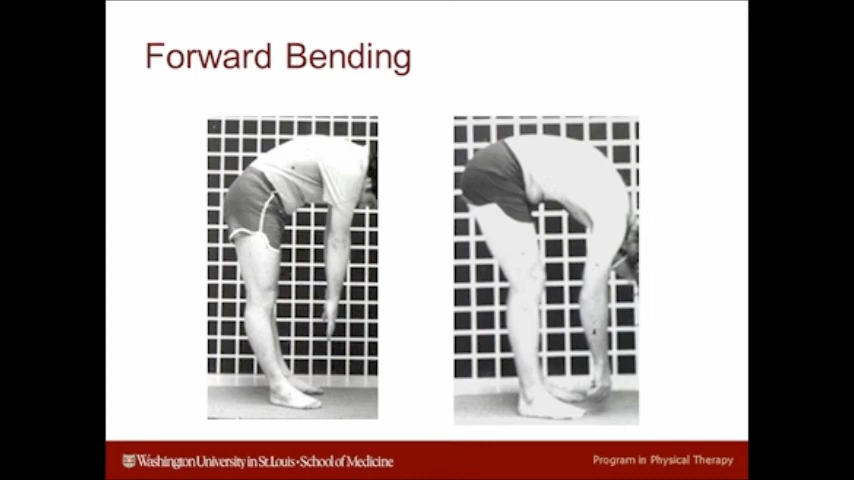 Forward Bending
Washington University in St. Louis • School of Medicine
Program in Physical Therapy